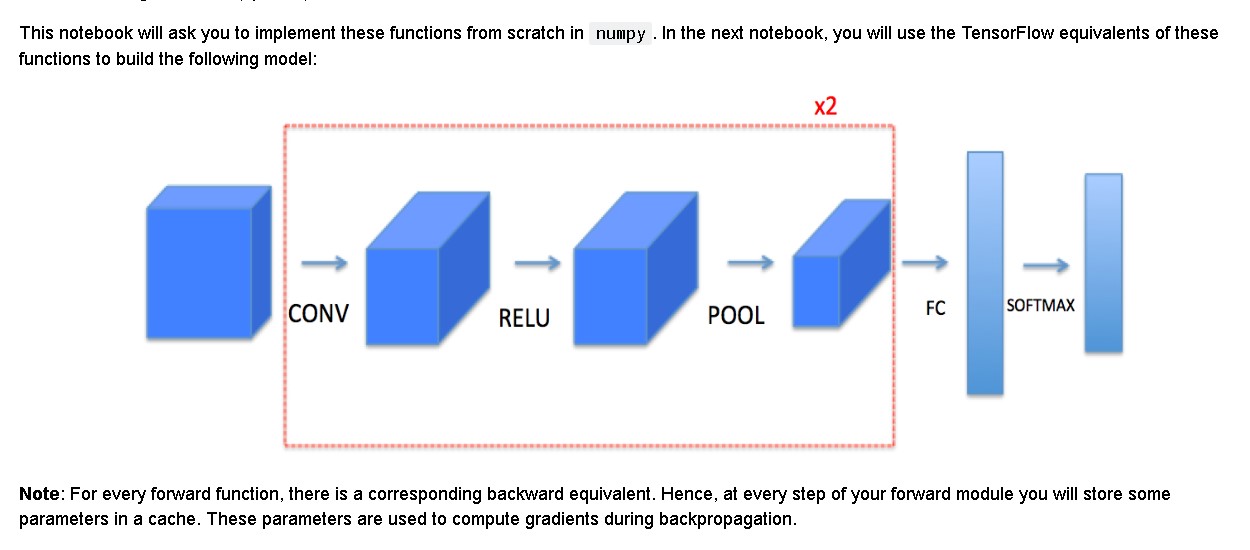 This notebook will ask you to implement these functions from scratch in numpy . In the next notebook, you will use the TensorFlow equivalents of these
functions to build the following model:
x2
CONV
RELU
POOL
FC
SOFTMAX
Note: For every forward function, there is a corresponding backward equivalent. Hence, at every step of your forward module you will store some
parameters in a cache. These parameters are used to compute gradients during backpropagation.